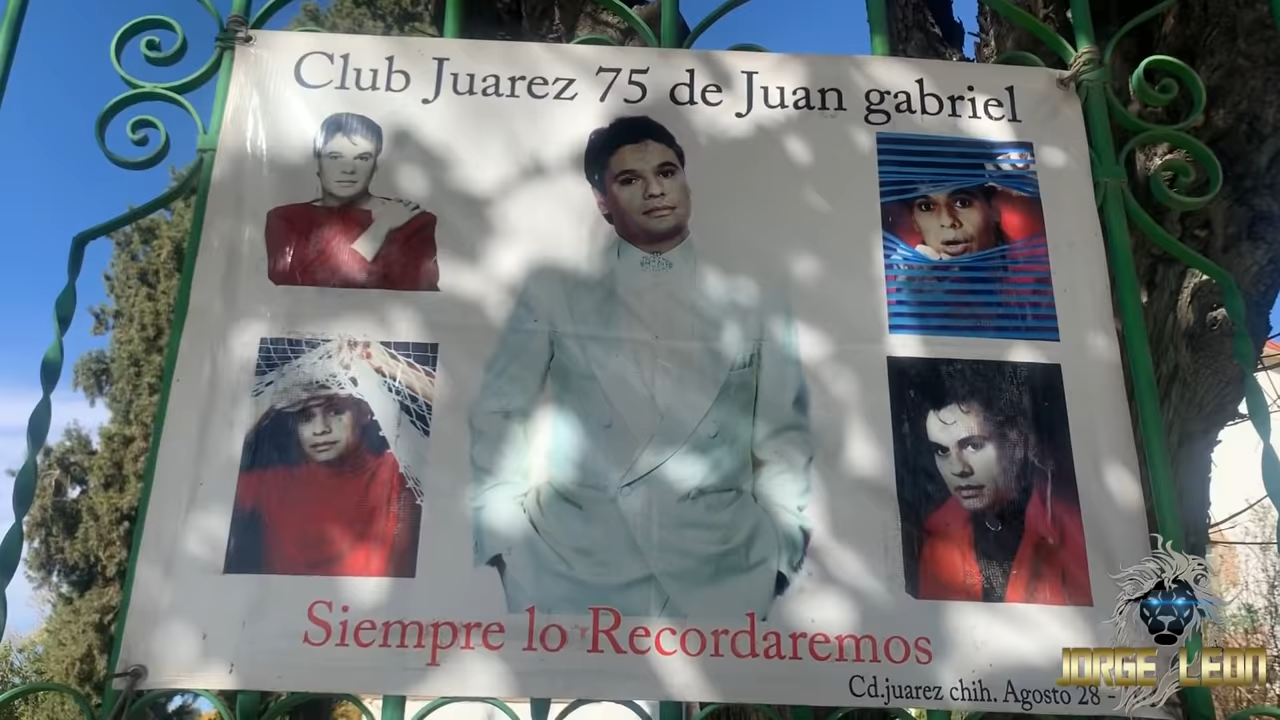 Club Juarez 75 de Juan gabriel
Siempre lo Recordaremos
Cd.juarez chih. Agosto 28 -
JORGE LEON